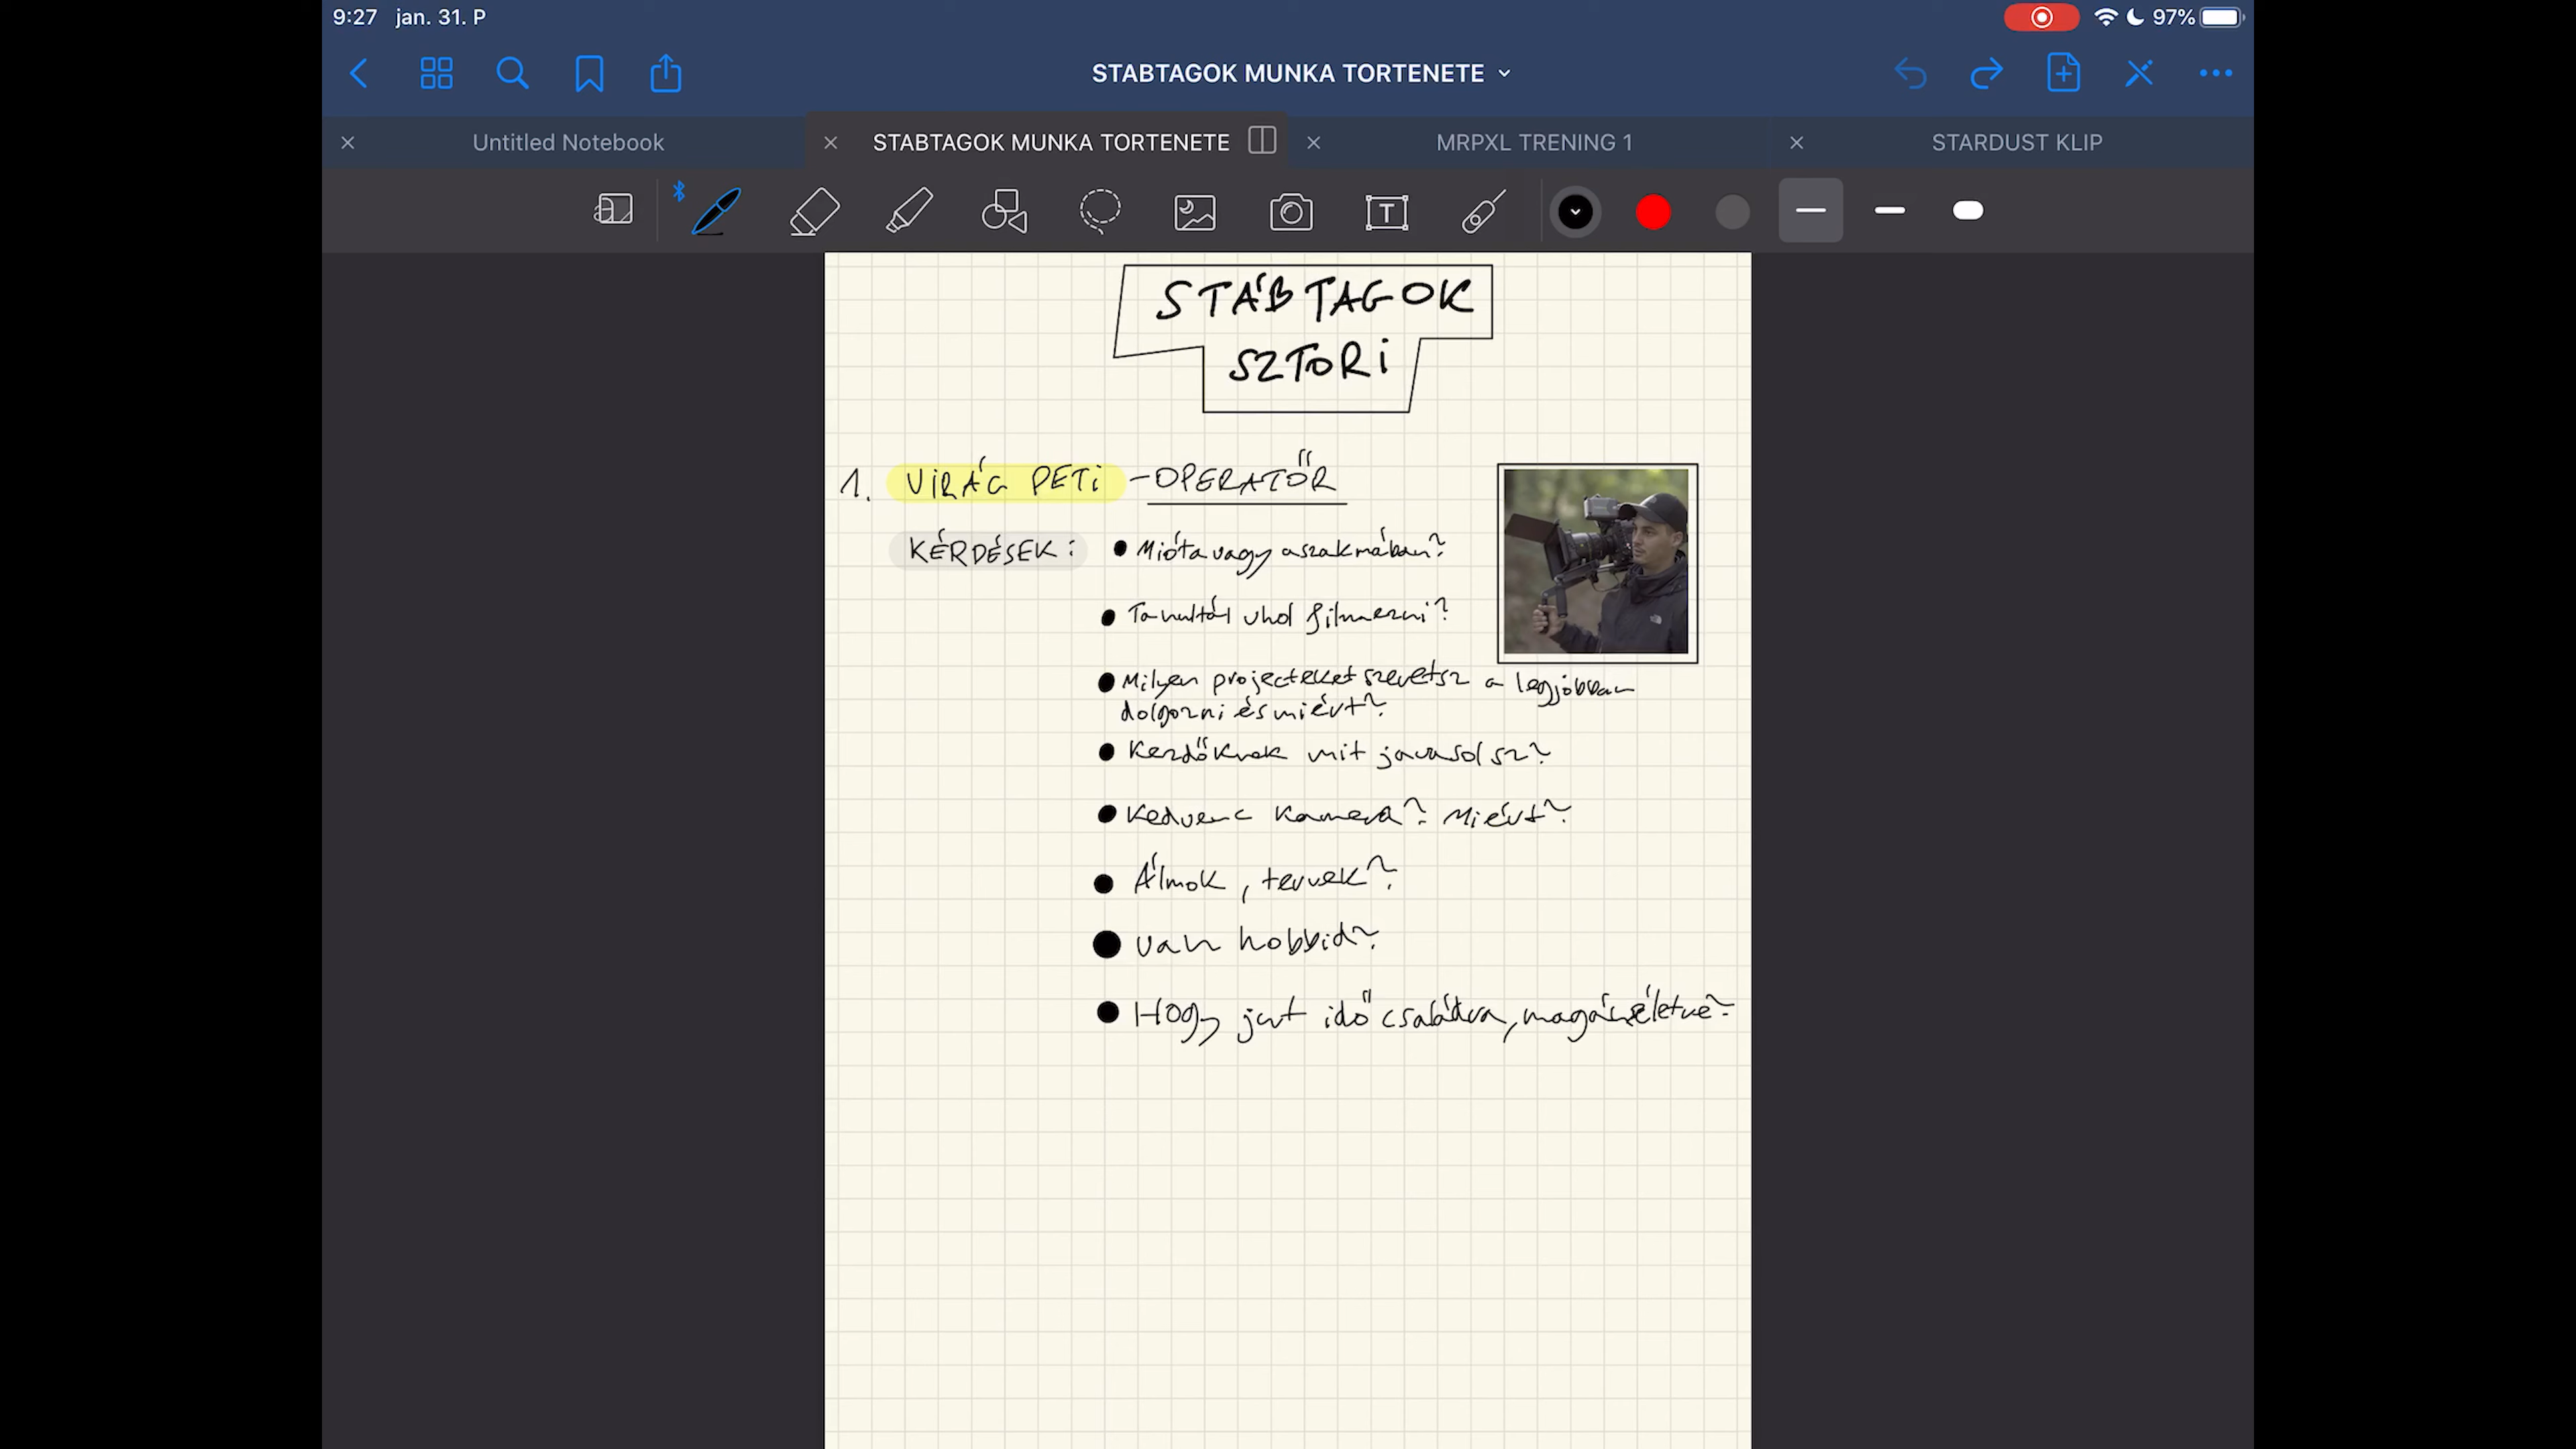 9:27 jan. 31. P 97%
STABTAGOK MUNKA TORTENETE
Untitled Notebook STABTAGOK MUNKA TORTENETE MRPXL TRENING 1 STARDUST KLIP
STÁBTAGOK
SZTORI
1. VIRÁG PETI - OPERATŐR
KÉRDÉSEK: • Mióta vagy a szakmában?
• Tanultál vhol filmezni?
• Milyen projecteket szeretsz a legjobban
dolgozni és miért?
• Kezdőknek mit javasolsz?
• Kedvenc kamera? Miért?
• Álmok, tervek?
• Van hobbid?
• Hogy jut idő családra, magánéletre?